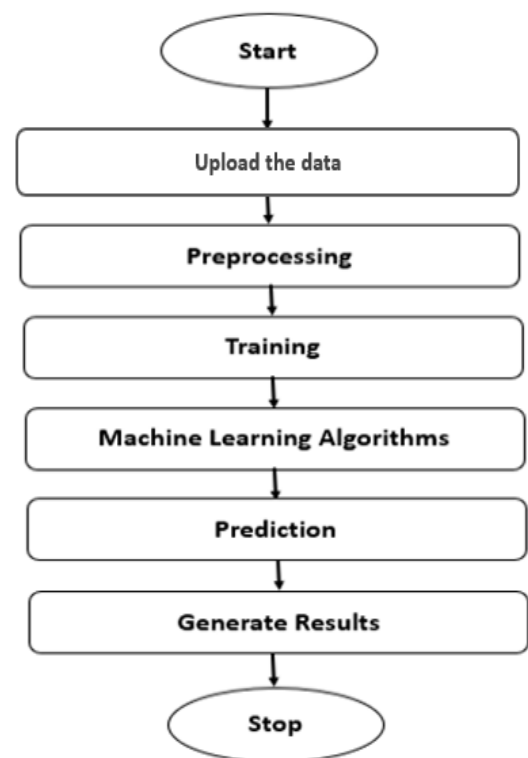 Start
Upload the data
Preprocessing
Training
Machine Learning Algorithms
Prediction
Generate Results
Stop